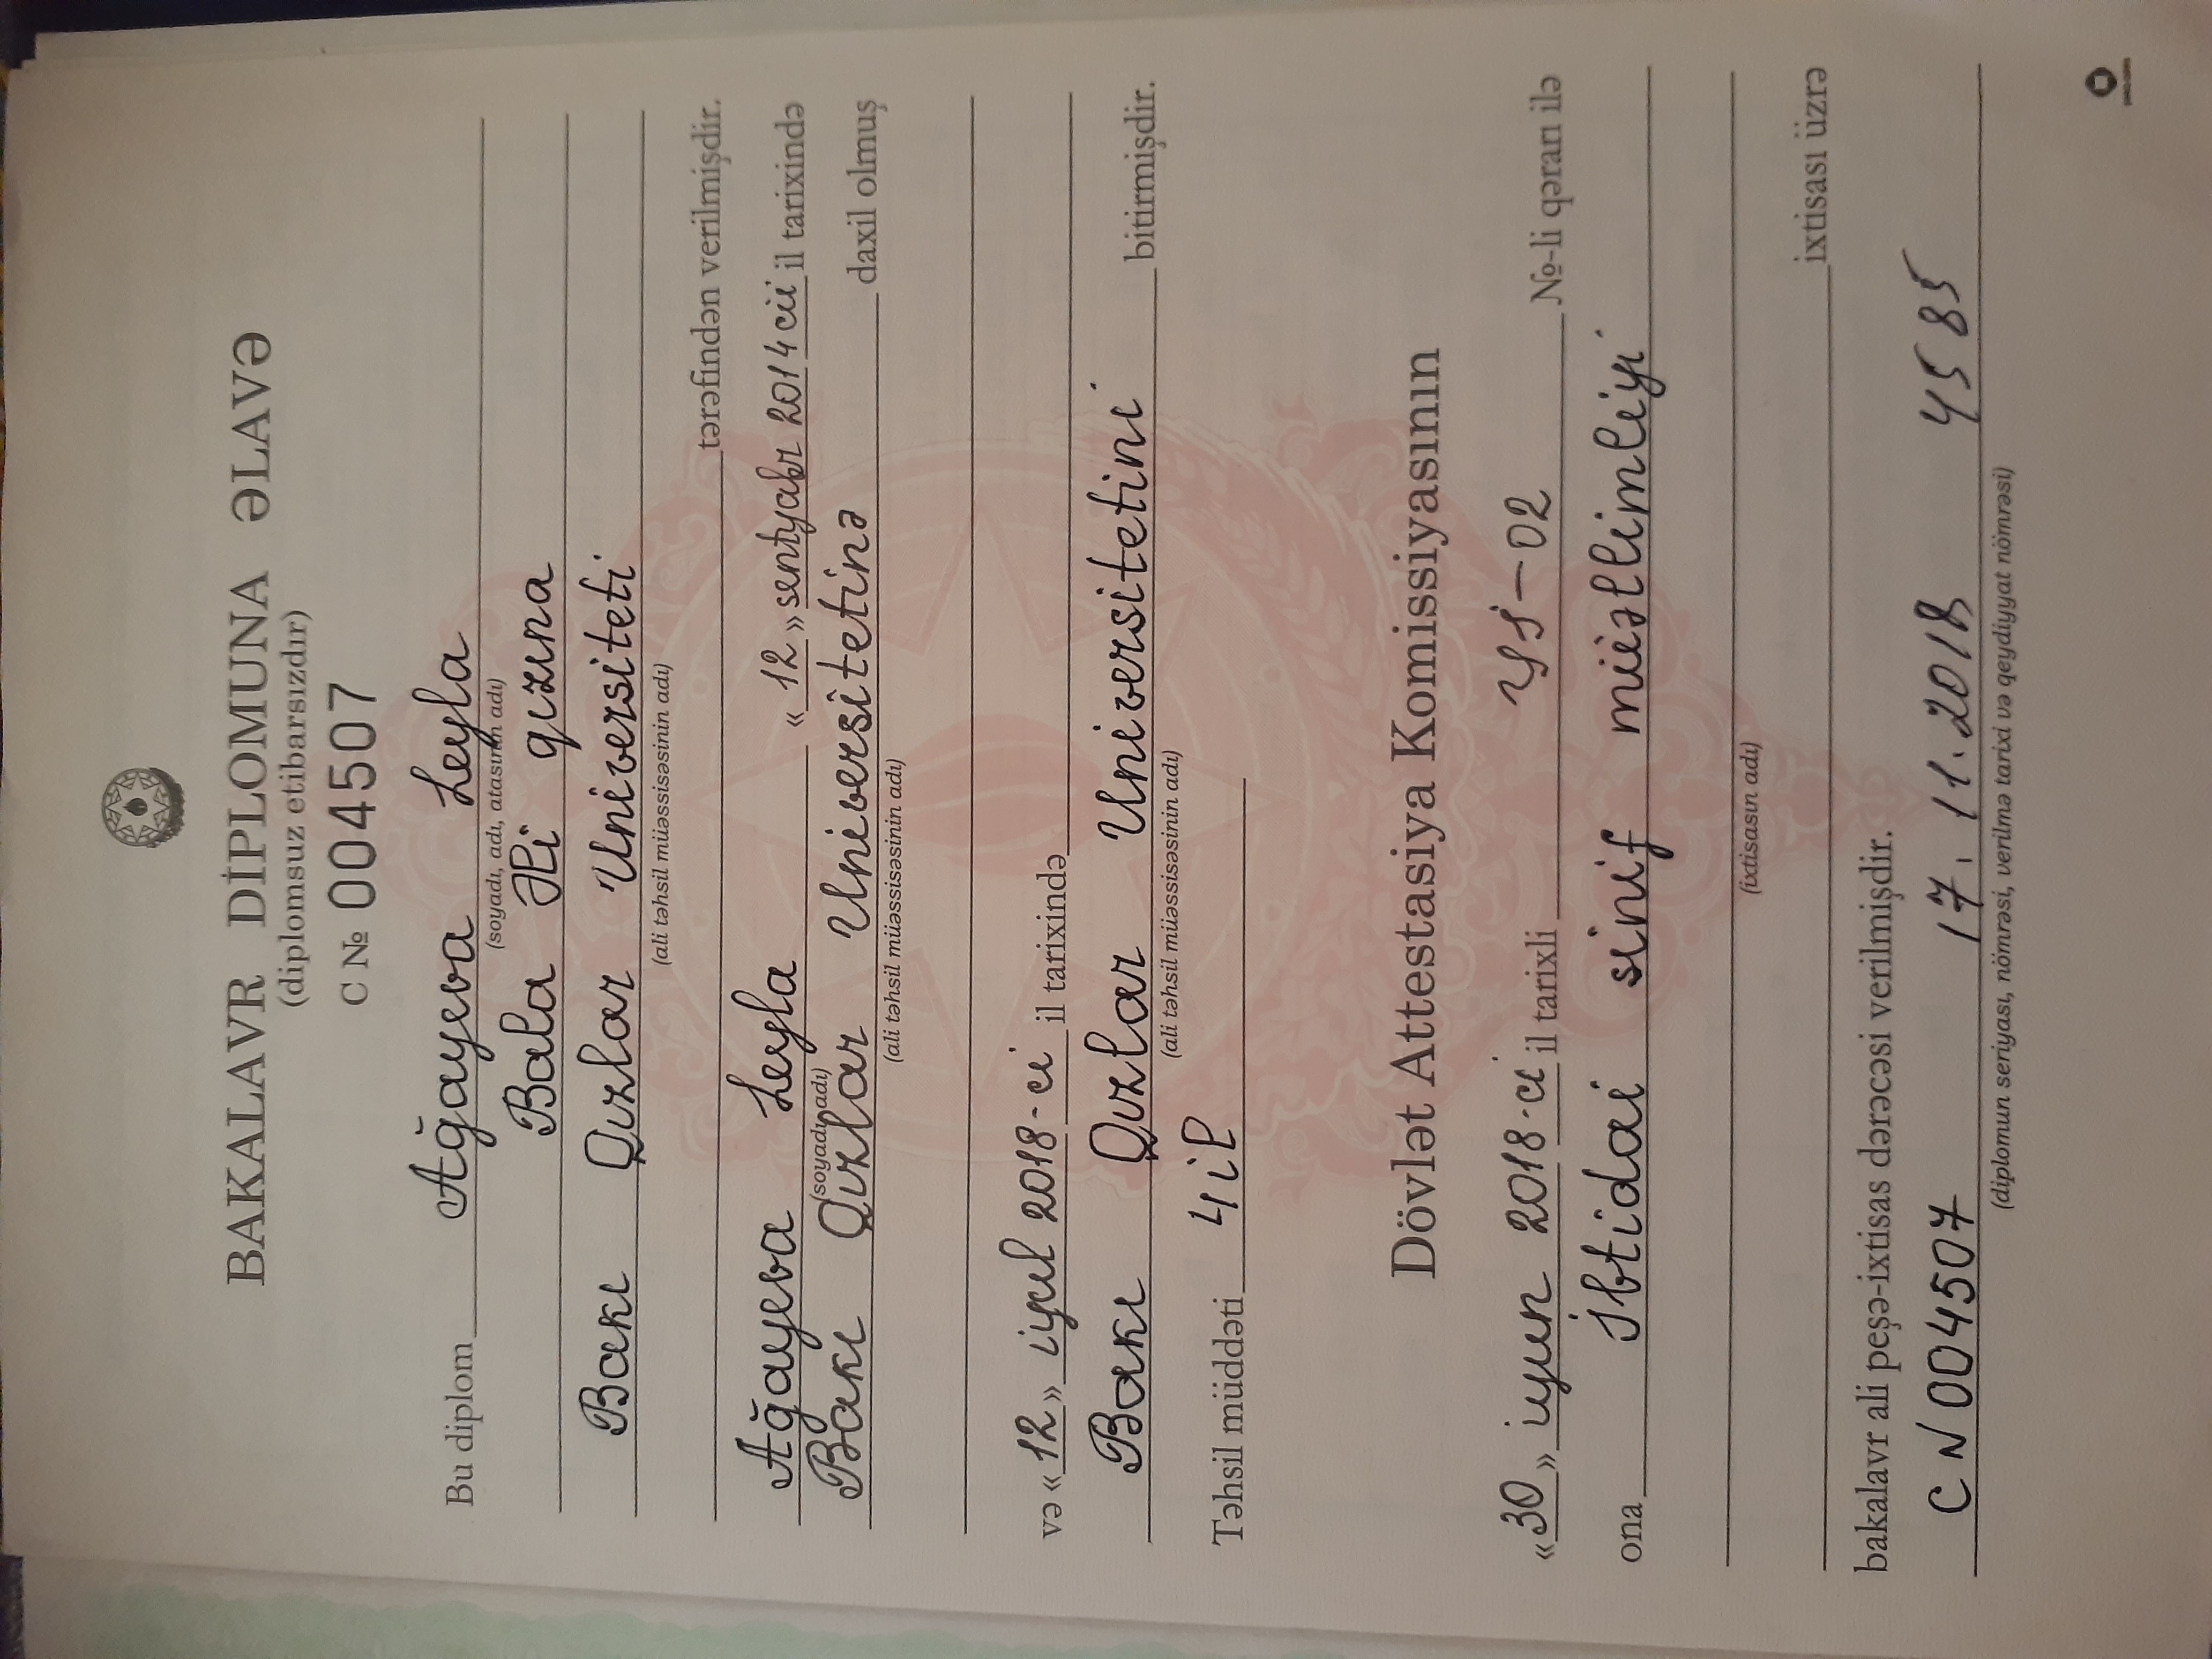 BAKALAVR DİPLOMUNA ƏLAVƏ
(diplomsuz etibarsızdır)
C № 004507
Bu diplom Ağayeva Leyla
(soyadı, adı, atasının adı)
Bala Əli qızına
Bakı Qızlar Universiteti
(ali təhsil müəssisəsinin adı)
tərəfindən verilmişdir.
Ağayeva Leyla « 12 » sentyabr 2014 cü il tarixində
(soyadı, adı)
Bakı Qızlar Universitetinə daxil olmuş
(ali təhsil müəssisəsinin adı)
və « 12 » iyul 2018-ci il tarixində
Bakı Qızlar Universitetini bitirmişdir.
(ali təhsil müəssisəsinin adı)
Təhsil müddəti 4 il
Dövlət Attestasiya Komissiyasının
«30» iyun 2018-ci il tarixli 02 №-li qərarı ilə
ona İbtidai sinif müəllimliyi
(ixtisasın adı)
ixtisası üzrə
bakalavr ali peşə-ixtisas dərəcəsi verilmişdir.
C N 004507 17.11.2018 4585
(diplomun seriyası, nömrəsi, verilmə tarixi və qeydiyyat nömrəsi)